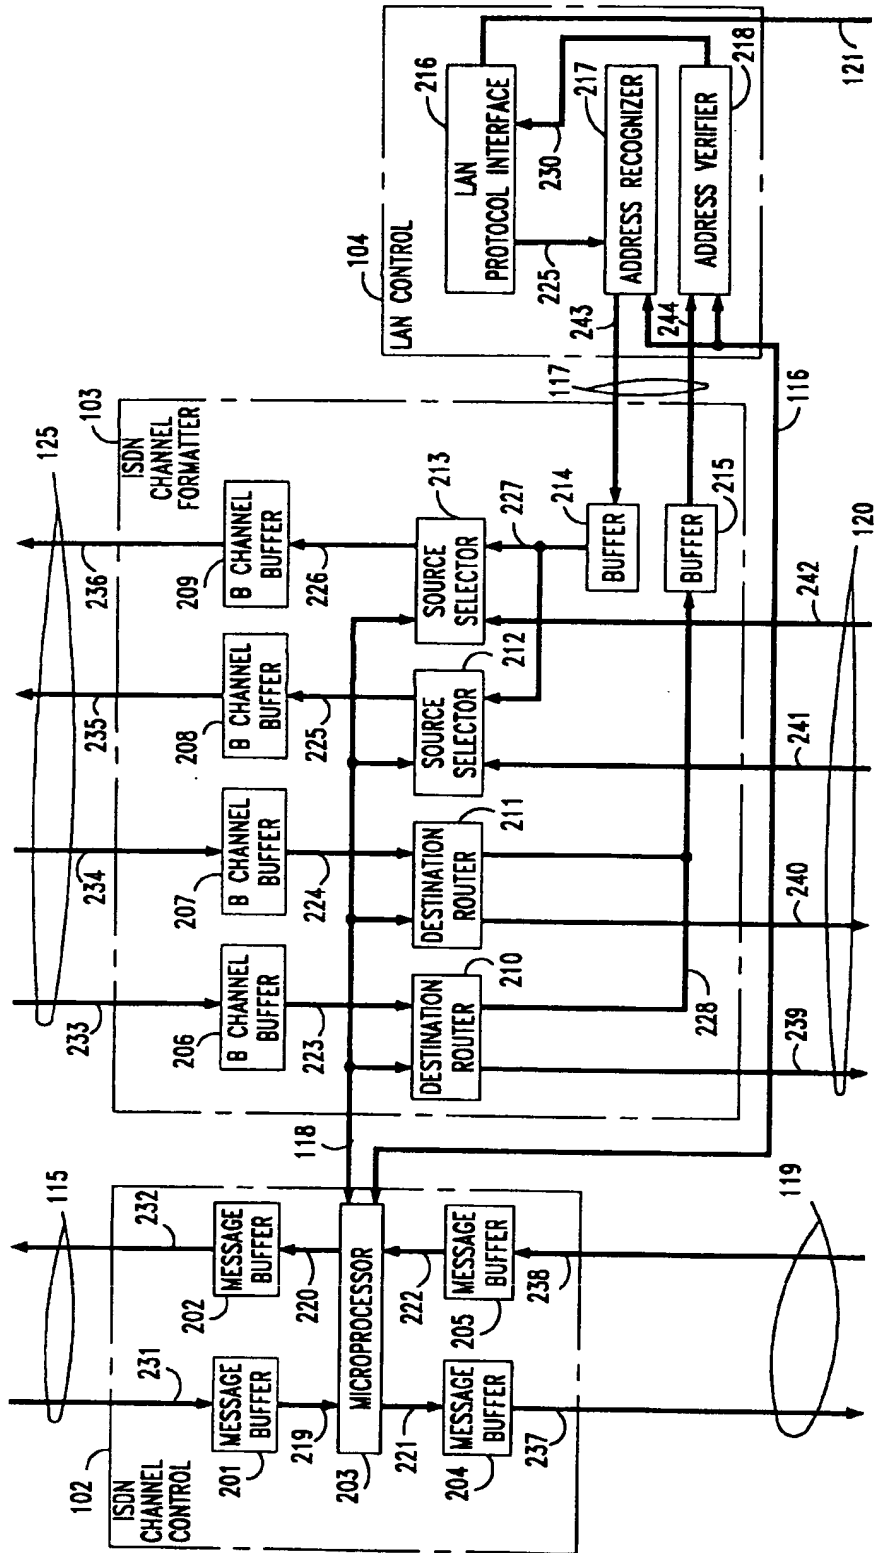 102
ISDN
CHANNEL
CONTROL
115
231
232
201
MESSAGE
BUFFER
202
MESSAGE
BUFFER
219
220
203
MICROPROCESSOR
221
222
204
MESSAGE
BUFFER
205
MESSAGE
BUFFER
237
238
119
118
125
103
ISDN
CHANNEL
FORMATTER
233
234
235
236
206
B CHANNEL
BUFFER
207
B CHANNEL
BUFFER
208
B CHANNEL
BUFFER
209
B CHANNEL
BUFFER
223
224
225
226
210
DESTINATION
ROUTER
211
DESTINATION
ROUTER
212
SOURCE
SELECTOR
213
SOURCE
SELECTOR
227
214
BUFFER
215
BUFFER
228
239
240
241
242
120
116
117
104
LAN CONTROL
216
LAN
PROTOCOL INTERFACE
225
230
217
ADDRESS RECOGNIZER
218
ADDRESS VERIFIER
243
244
121